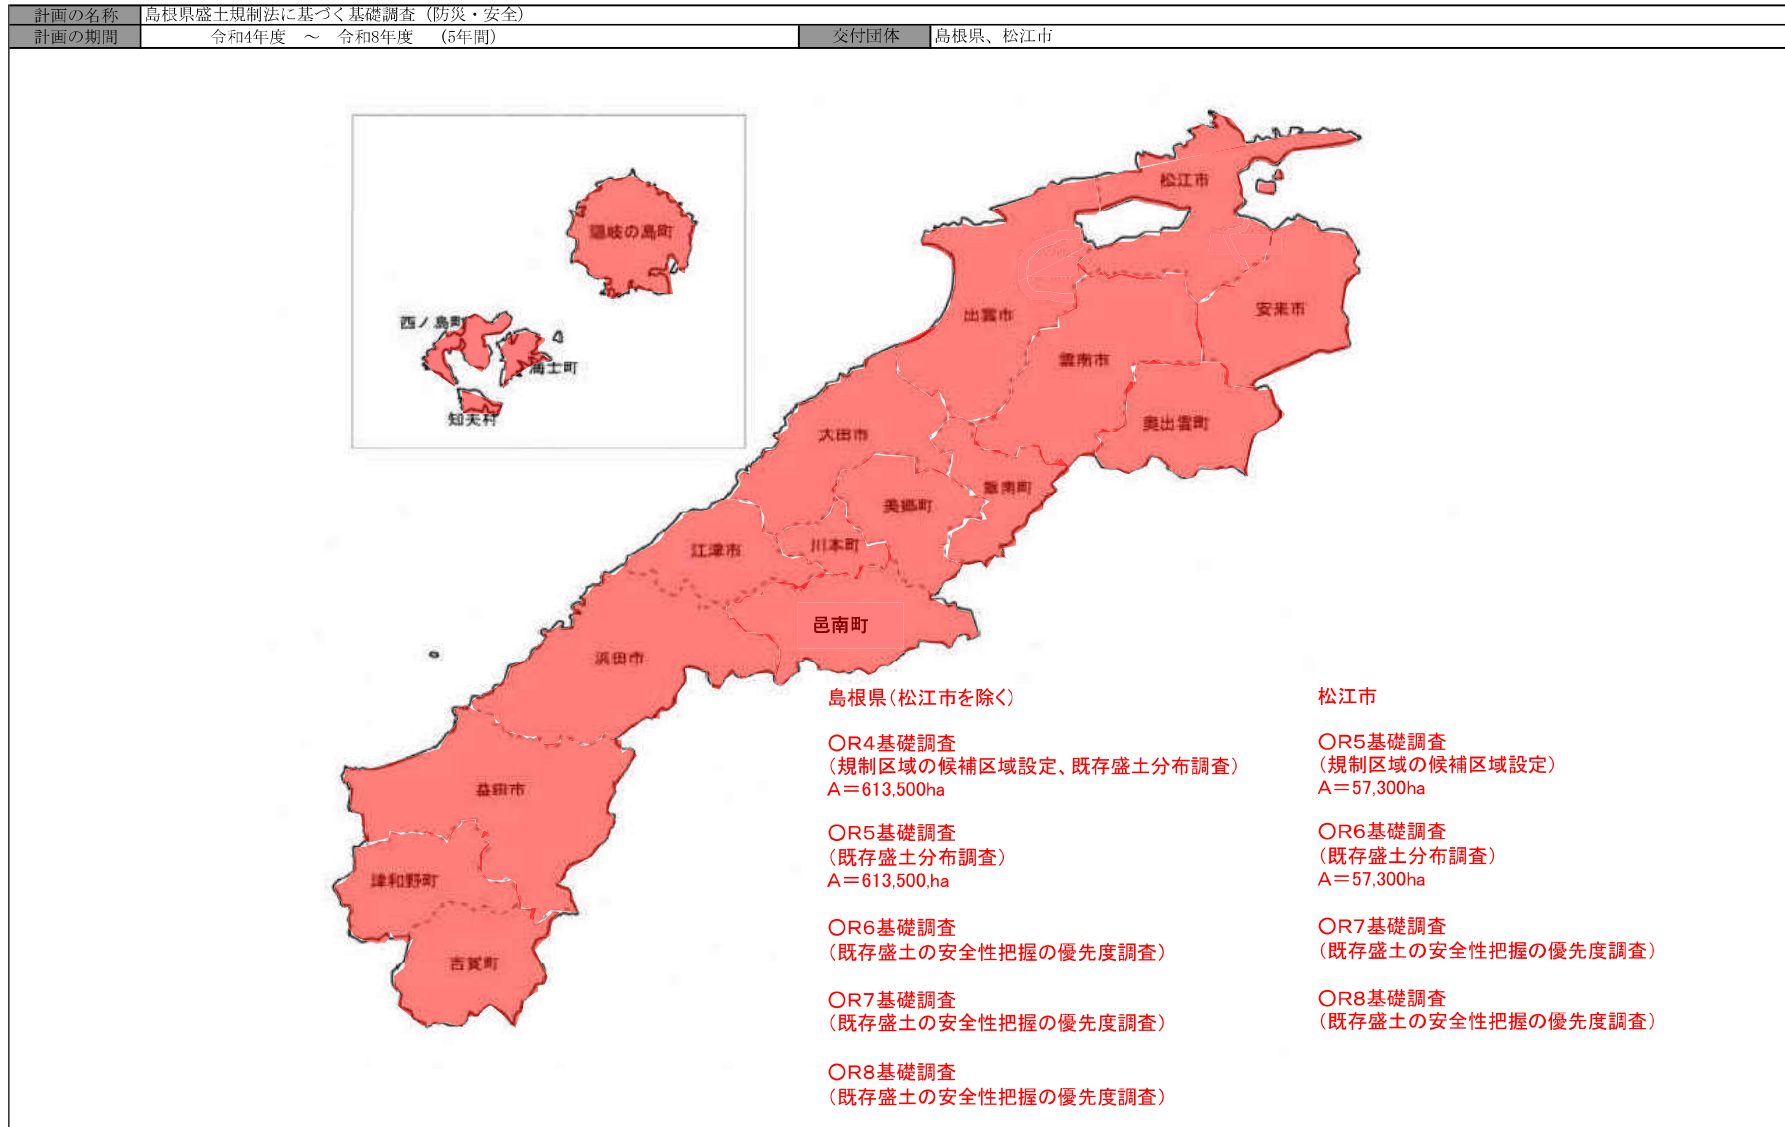 計画の名称 島根県盛土規制法に基づく基礎調査（防災・安全）
計画の期間 令和4年度　～　令和8年度　（5年間） 交付団体 島根県、松江市
松江市
隠岐の島町
安来市
出雲市
西ノ島町
雲南市
海士町
知夫村
奥出雲町
大田市
飯南町
美郷町
川本町
江津市
邑南町
浜田市
益田市
津和野町
吉賀町
島根県（松江市を除く）
〇R4基礎調査
（規制区域の候補区域設定、既存盛土分布調査）
A＝613,500ha
〇R5基礎調査
（既存盛土分布調査）
A＝613,500,ha
〇R6基礎調査
（既存盛土の安全性把握の優先度調査）
〇R7基礎調査
（既存盛土の安全性把握の優先度調査）
〇R8基礎調査
（既存盛土の安全性把握の優先度調査）
松江市
〇R5基礎調査
（規制区域の候補区域設定）
A＝57,300ha
〇R6基礎調査
（既存盛土分布調査）
A＝57,300ha
〇R7基礎調査
（既存盛土の安全性把握の優先度調査）
〇R8基礎調査
（既存盛土の安全性把握の優先度調査）